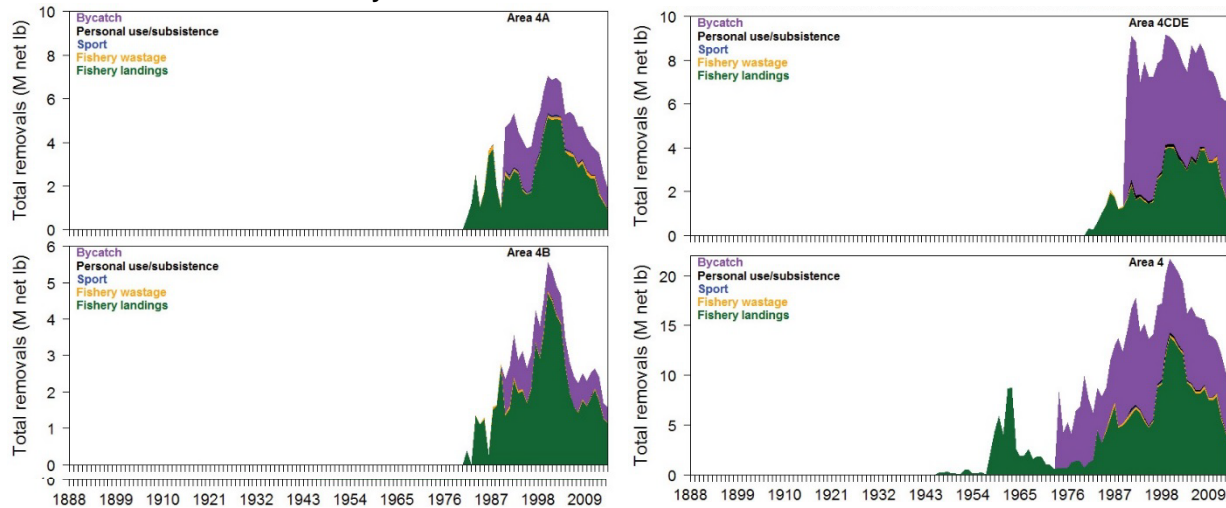 10
8
6
4
2
0
Total removals (M net lb)
Bycatch
Personal use/subsistence
Sport
Fishery wastage
Fishery landings
Area 4A
10
8
6
4
2
0
Total removals (M net lb)
Area 4CDE
Bycatch
Personal use/subsistence
Sport
Fishery wastage
Fishery landings
6
5
4
3
2
1
0
Total removals (M net lb)
Bycatch
Personal use/subsistence
Sport
Fishery wastage
Fishery landings
Area 4B
1888 1899 1910 1921 1932 1943 1954 1965 1976 1987 1998 2009
20
15
10
5
0
Total removals (M net lb)
Bycatch
Personal use/subsistence
Sport
Fishery wastage
Fishery landings
Area 4
1888 1899 1910 1921 1932 1943 1954 1965 1976 1987 1998 2009